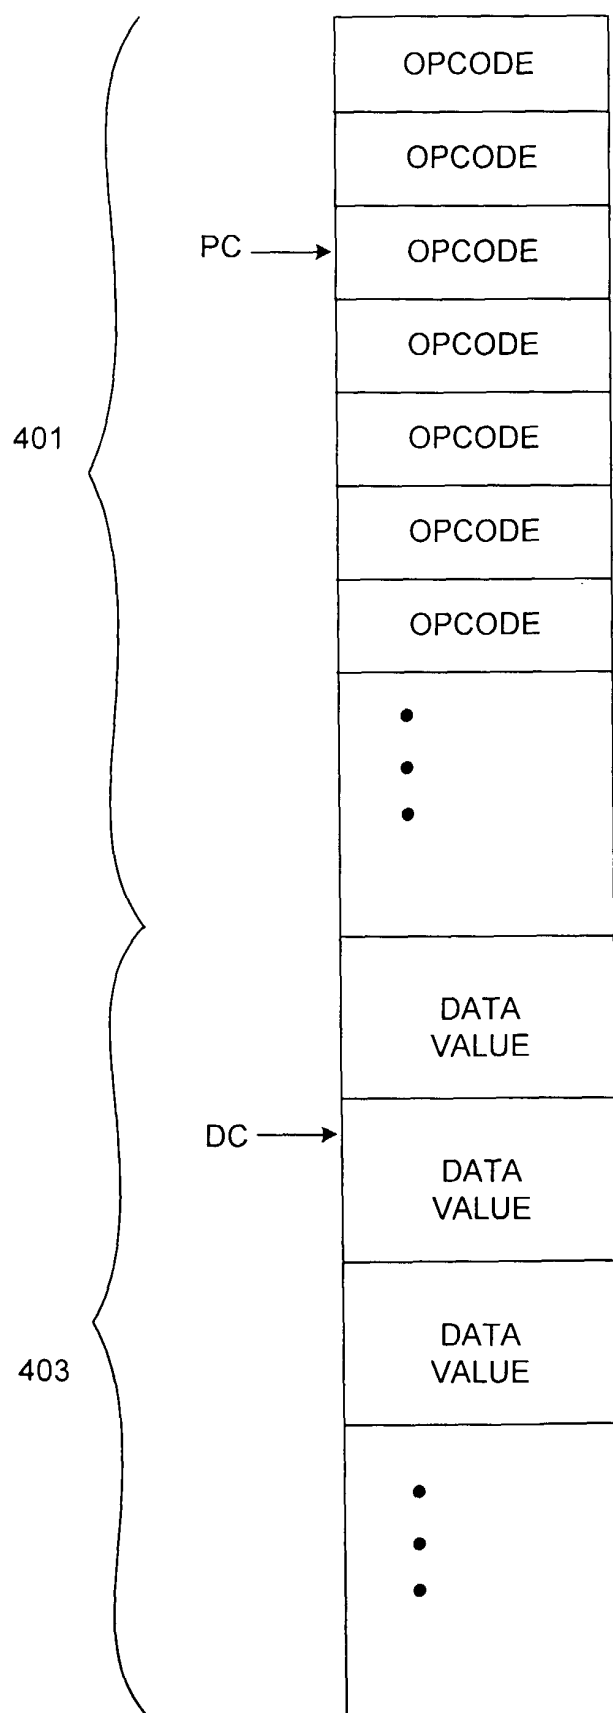 OPCODE
OPCODE
PC
OPCODE
OPCODE
401
OPCODE
OPCODE
OPCODE
DATA
VALUE
DC
DATA
VALUE
DATA
VALUE
403